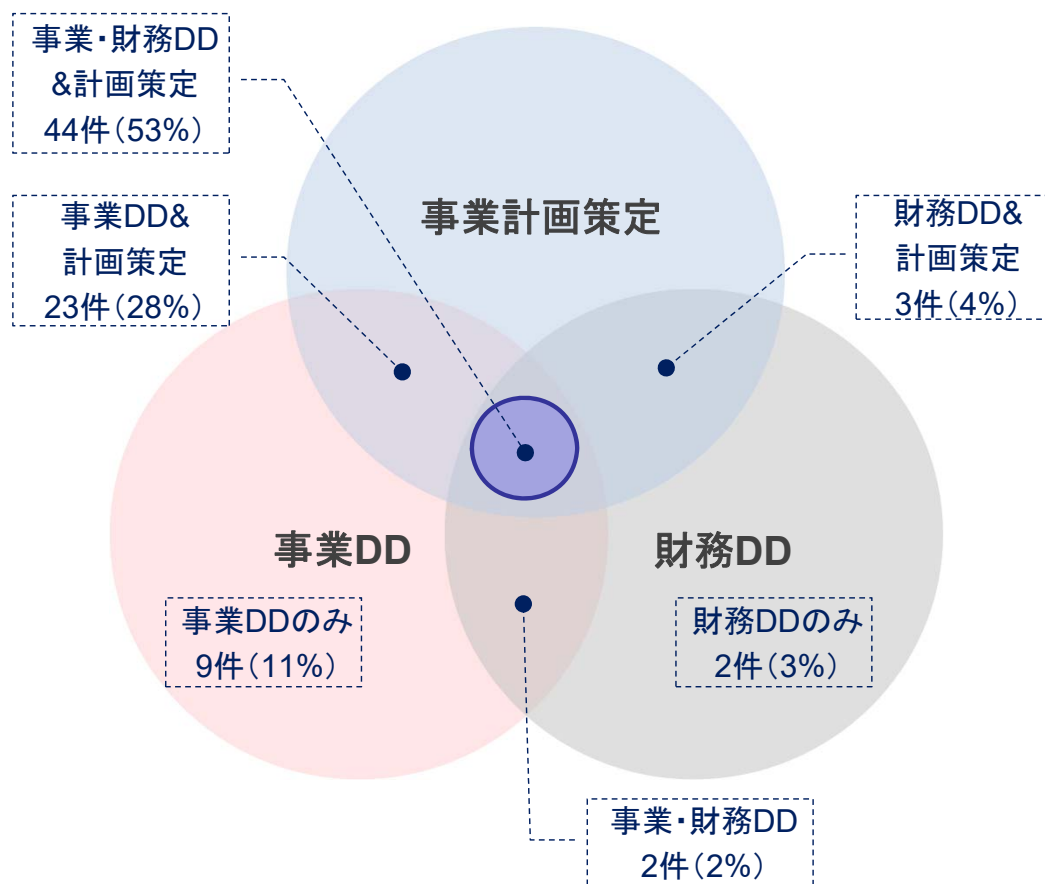 事業・財務DD
&計画策定
44件(53%)
事業計画策定
事業DD&
計画策定
23件(28%)
財務DD&
計画策定
3件(4%)
事業DD
財務DD
事業DDのみ
9件(11%)
財務DDのみ
2件(3%)
事業・財務DD
2件(2%)